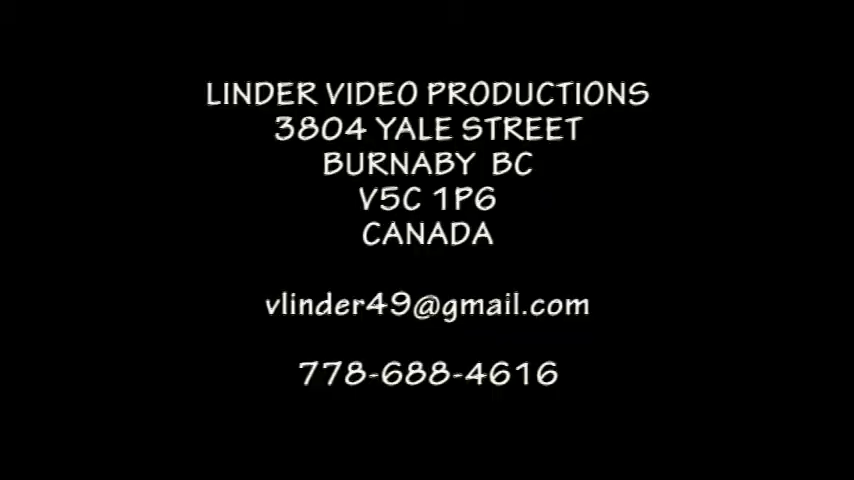 LINDER VIDEO PRODUCTIONS
3804 YALE STREET
BURNABY BC
V5C 1P6
CANADA
vlinder49@gmail.com
778-688-4616